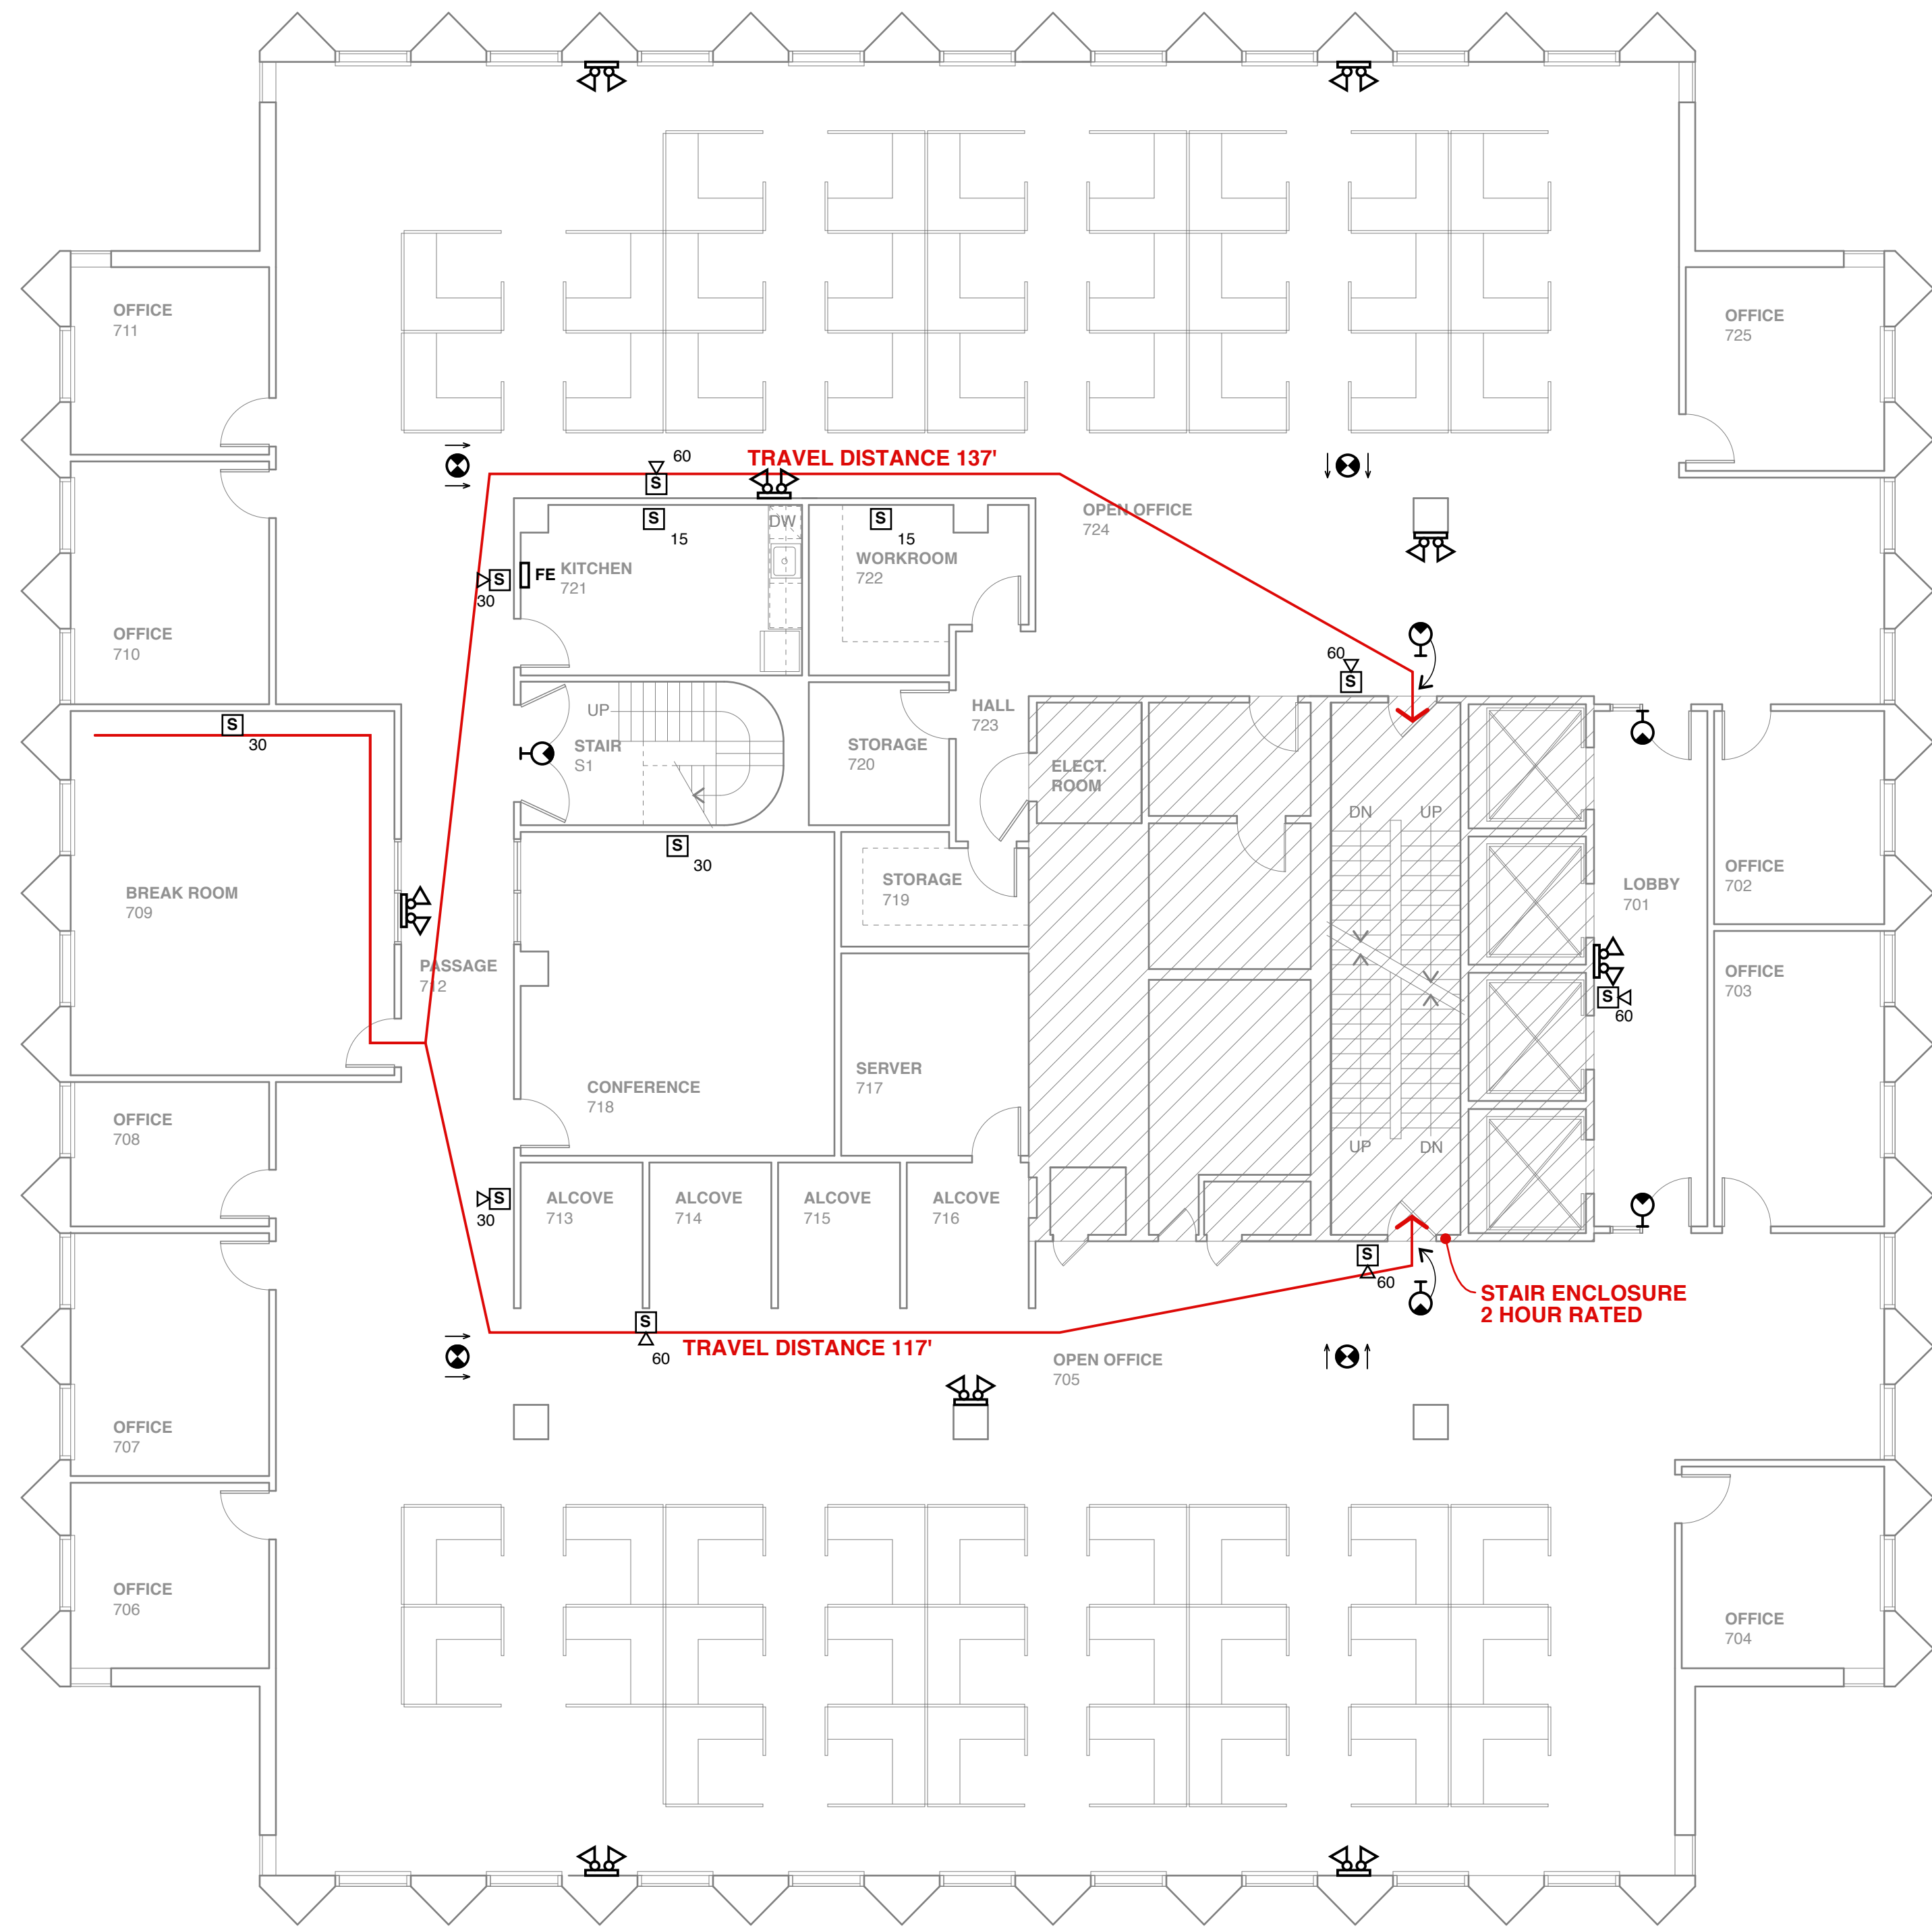 OFFICE
711
OFFICE
725
60
TRAVEL DISTANCE 137'
S
OPEN OFFICE
724
S
15
DW
S
15
WORKROOM
722
S
30
FE
KITCHEN
721
OFFICE
710
60
S
S
30
UP
STAIR
S1
HALL
723
STORAGE
720
ELECT.
ROOM
DN
UP
S
30
STORAGE
719
BREAK ROOM
709
PASSAGE
712
LOBBY
701
OFFICE
702
OFFICE
703
S
60
SERVER
717
CONFERENCE
718
OFFICE
708
UP
DN
S
30
ALCOVE
713
ALCOVE
714
ALCOVE
715
ALCOVE
716
S
60
STAIR ENCLOSURE
2 HOUR RATED
S
60
TRAVEL DISTANCE 117'
OPEN OFFICE
705
OFFICE
707
OFFICE
706
OFFICE
704